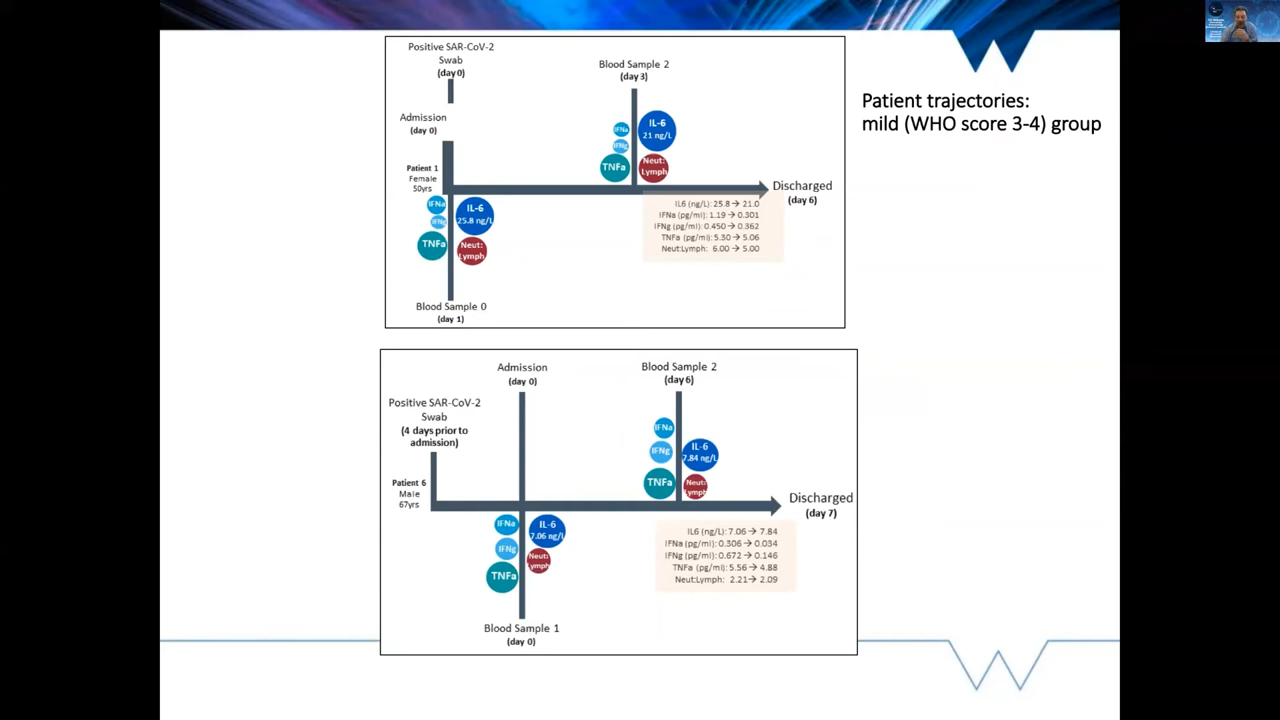 Patient trajectories:
mild (WHO score 3-4) group
Positive SAR-CoV-2
Swab
(day 0)
Admission
(day 0)
Patient 1
Female
50yrs
IFNa
IFNg
TNFa
IL-6
25.8 ng/L
Neut:
Lymph
Blood Sample 0
(day 1)
Blood Sample 2
(day 3)
IFNa
IFNg
TNFa
IL-6
21 ng/L
Neut:
Lymph
Discharged
(day 6)
IL6 (ng/L): 25.8 → 21.0
IFNa (pg/ml): 1.19 → 0.301
IFNg (pg/ml): 0.450 → 0.362
TNFa (pg/ml): 5.30 → 5.06
Neut:Lymph: 6.00 → 5.00
Positive SAR-CoV-2
Swab
(4 days prior to
admission)
Patient 6
Male
67yrs
Admission
(day 0)
IFNa
IFNg
TNFa
IL-6
7.06 ng/L
Neut:
Lymph
Blood Sample 1
(day 0)
Blood Sample 2
(day 6)
IFNa
IFNg
TNFa
IL-6
7.84 ng/L
Neut:
Lymph
Discharged
(day 7)
IL6 (ng/L): 7.06 → 7.84
IFNa (pg/ml): 0.306 → 0.034
IFNg (pg/ml): 0.672 → 0.146
TNFa (pg/ml): 5.56 → 4.88
Neut:Lymph: 2.21→ 2.09